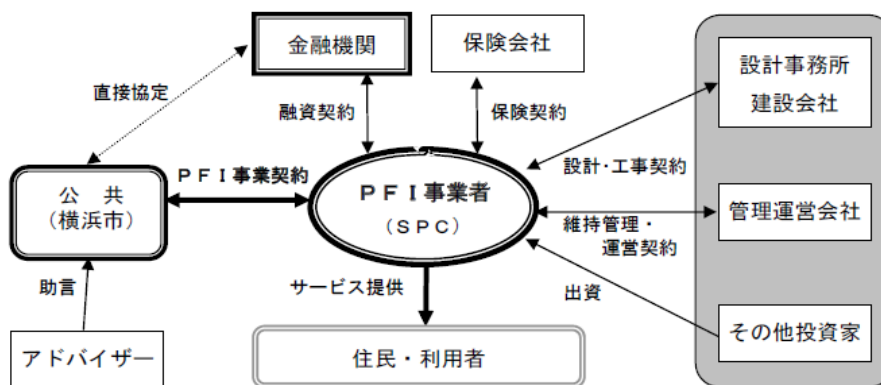 金融機関
保険会社
設計事務所
建設会社
直接協定
融資契約
保険契約
設計・工事契約
公　共
（横浜市）
ＰＦＩ事業契約
ＰＦＩ事業者
（ＳＰＣ）
維持管理・
運営契約
管理運営会社
助言
サービス提供
出資
アドバイザー
住民・利用者
その他投資家